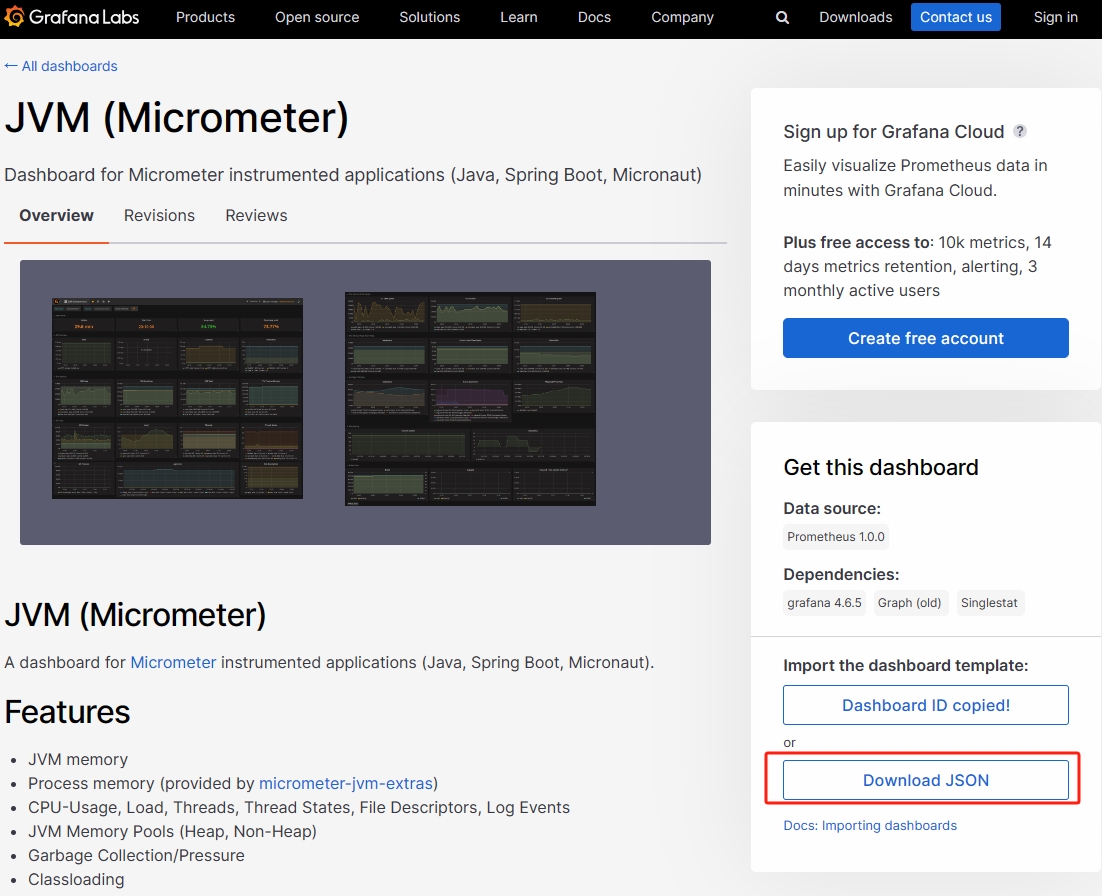 Grafana Labs
Products
Open source
Solutions
Learn
Docs
Company
Downloads
Contact us
Sign in
← All dashboards
JVM (Micrometer)
Dashboard for Micrometer instrumented applications (Java, Spring Boot, Micronaut)
Overview
Revisions
Reviews
JVM (Micrometer)
A dashboard for Micrometer instrumented applications (Java, Spring Boot, Micronaut).
Features
• JVM memory
• Process memory (provided by micrometer-jvm-extras)
• CPU-Usage, Load, Threads, Thread States, File Descriptors, Log Events
• JVM Memory Pools (Heap, Non-Heap)
• Garbage Collection/Pressure
• Classloading
Sign up for Grafana Cloud ?
Easily visualize Prometheus data in
minutes with Grafana Cloud.
Plus free access to: 10k metrics, 14
days metrics retention, alerting, 3
monthly active users
Create free account
Get this dashboard
Data source:
Prometheus 1.0.0
Dependencies:
grafana 4.6.5
Graph (old)
Singlestat
Import the dashboard template:
Dashboard ID copied!
or
Download JSON
Docs: Importing dashboards